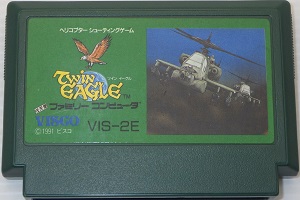 ヘリコプター シューティングゲーム
TWIN
ツイン・イーグル
EAGLE™
ファミリー コンピュータ
VISCO
VIS-2E
©1991 ビスコ